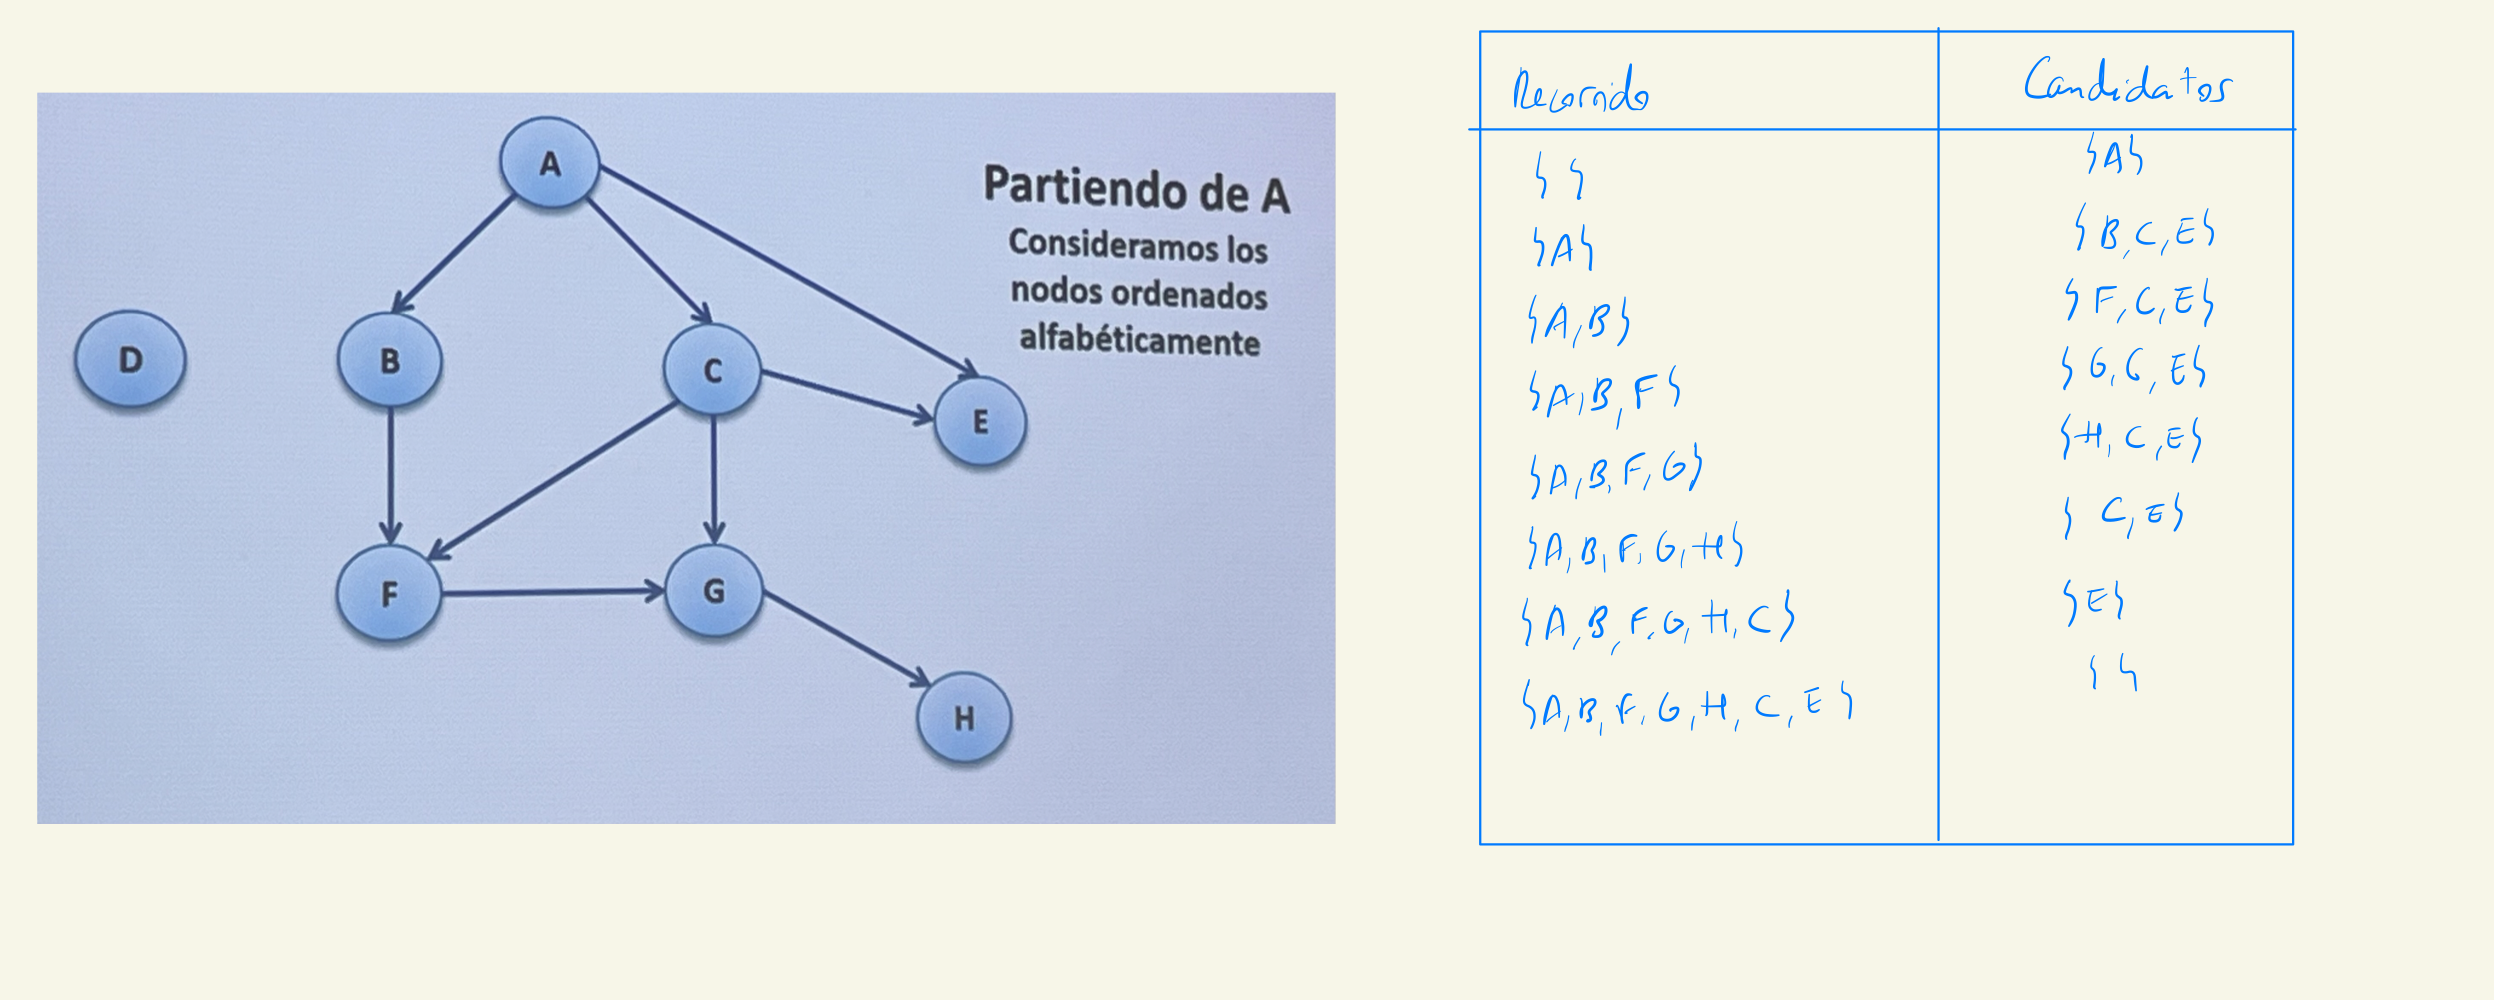 A
Partiendo de A
Consideramos los
nodos ordenados
alfabéticamente
D
B
C
E
F
G
H
Recorrido Candidatos
{ } {A}
{A} {B,C,E}
{A,B} {F,C,E}
{A,B,F} {G,C,E}
{A,B,F,G} {H,C,E}
{A,B,F,G,H} {C,E}
{A,B,F,G,H,C} {E}
{A,B,F,G,H,C,E} { }